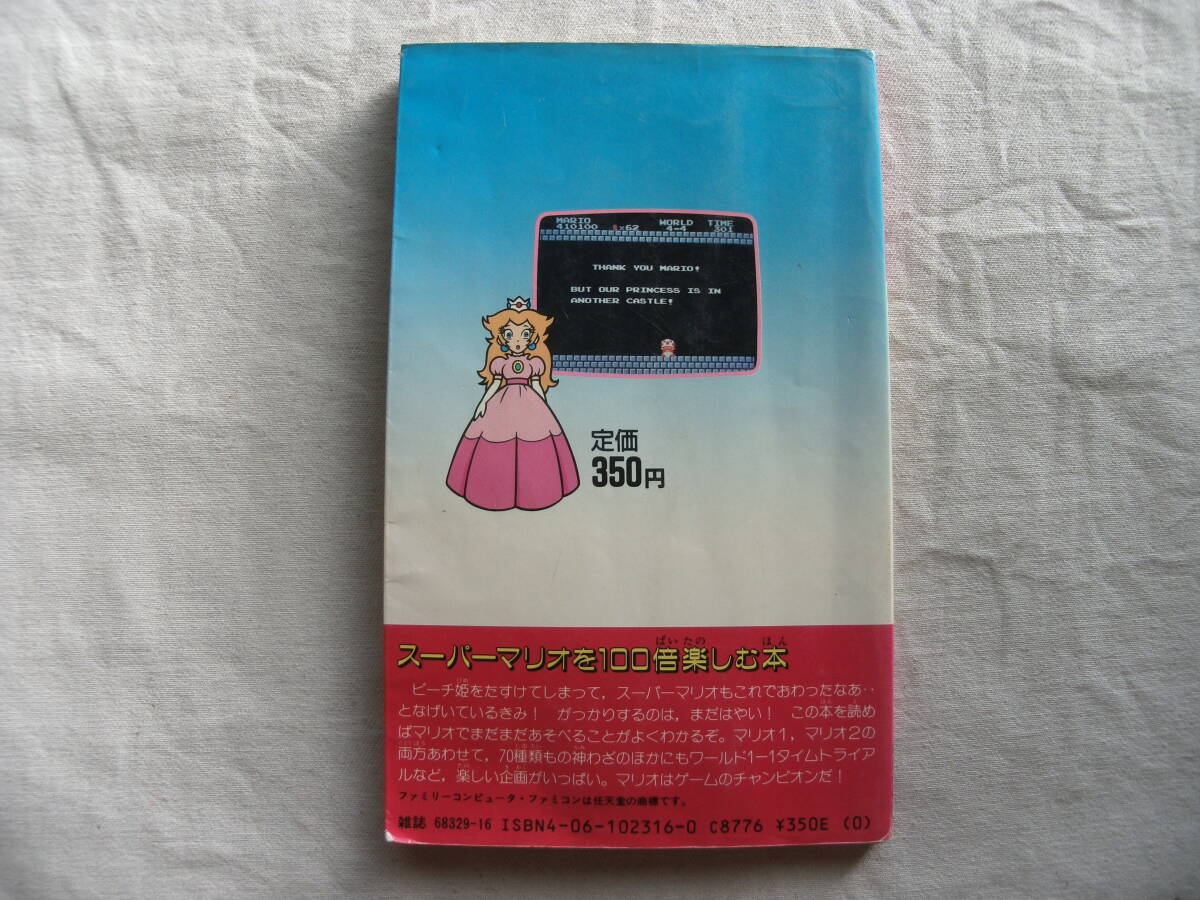 MARIO WORLD TIME
410100 ×62 4-4 301
THANK YOU MARIO!
BUT OUR PRINCESS IS IN
ANOTHER CASTLE!
定価
350円
ばい たの ほん
スーパーマリオを100倍楽しむ本
ピーチ姫をたすけてしまって，スーパーマリオもこれでおわったなあ‥
となげいているきみ！ がっかりするのは，まだはやい！ この本を読め
ばマリオでまだまだあそべることがよくわかるぞ。マリオ1，マリオ2の
両方あわせて，70種類もの神わざのほかにもワールド1-1タイムトライア
ルなど，楽しい企画がいっぱい。マリオはゲームのチャンピオンだ！
ファミリーコンピュータ・ファミコンは任天堂の商標です。
雑誌 68329-16 ISBN4-06-102316-0 C8776 ¥350E (0)